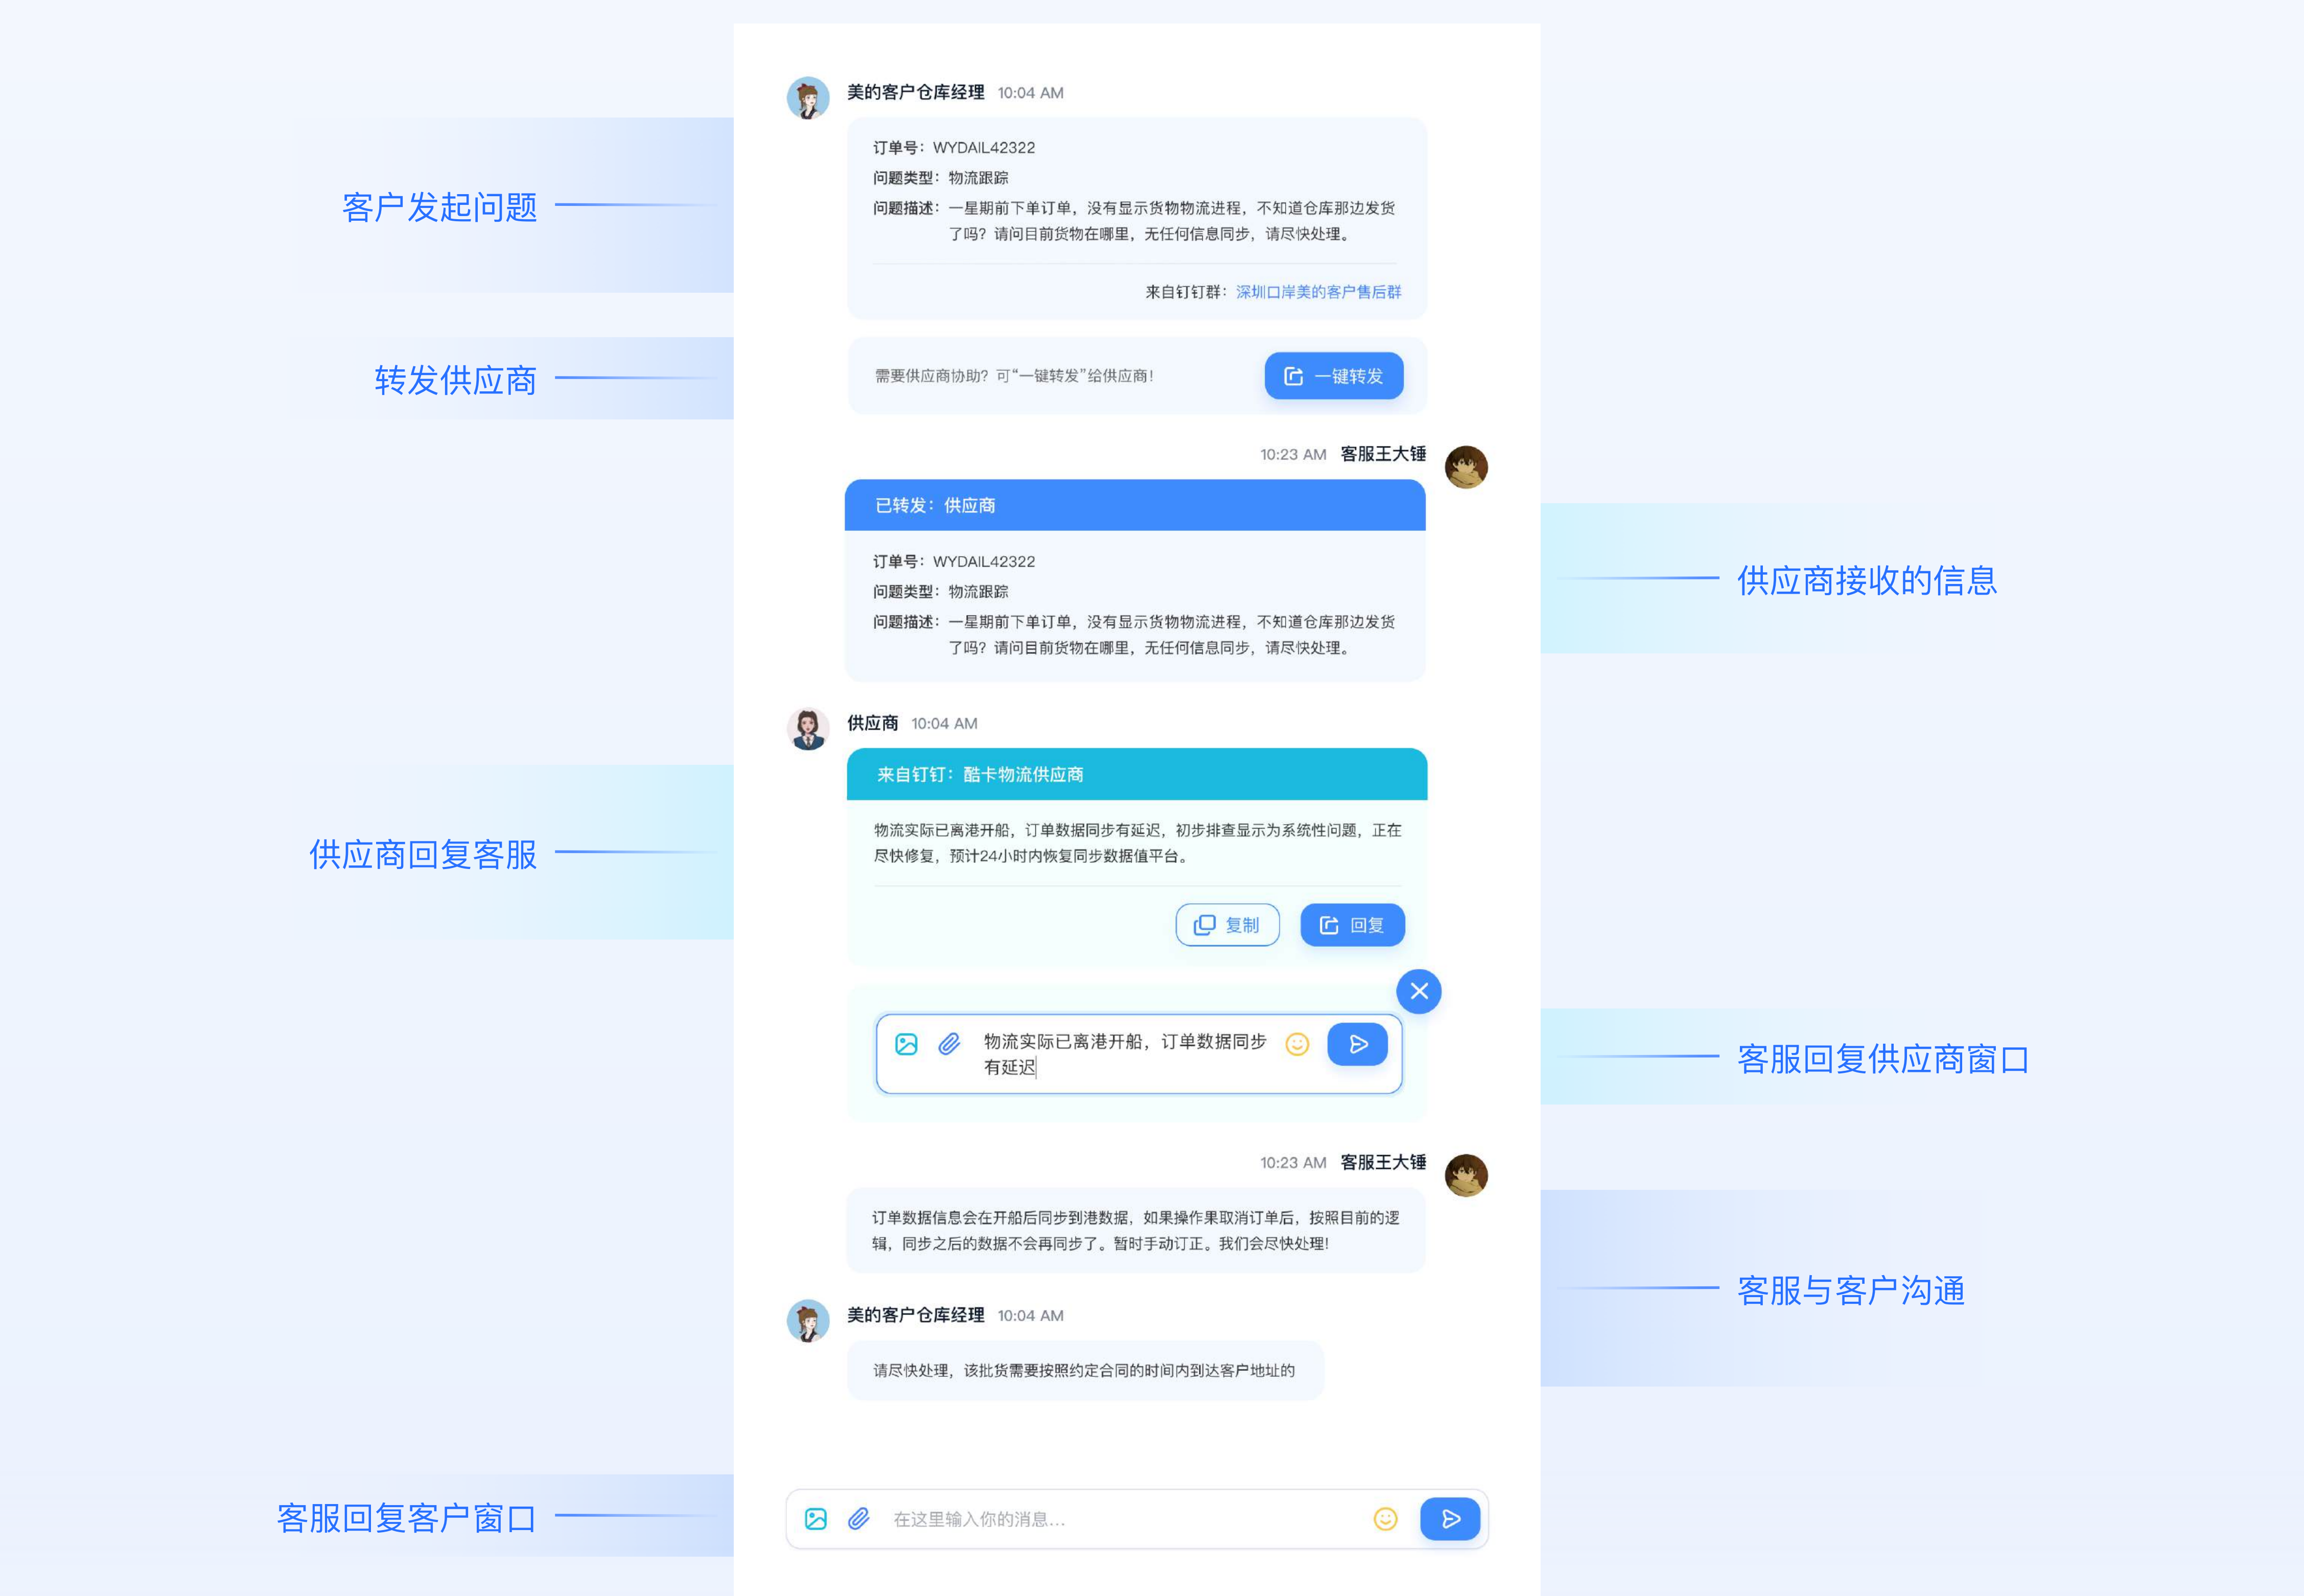 美的客户仓库经理 10:04 AM
客户发起问题
订单号：WYDAIL42322
问题类型：物流跟踪
问题描述：一星期前下单订单，没有显示货物物流进程，不知道仓库那边发货
了吗？请问目前货物在哪里，无任何信息同步，请尽快处理。
来自钉钉群：深圳口岸美的客户售后群
转发供应商
需要供应商协助？可“一键转发”给供应商！
一键转发
10:23 AM 客服王大锤
已转发：供应商
供应商接收的信息
订单号：WYDAIL42322
问题类型：物流跟踪
问题描述：一星期前下单订单，没有显示货物物流进程，不知道仓库那边发货
了吗？请问目前货物在哪里，无任何信息同步，请尽快处理。
供应商 10:04 AM
来自钉钉：酷卡物流供应商
供应商回复客服
物流实际已离港开船，订单数据同步有延迟，初步排查显示为系统性问题，正在
尽快修复，预计24小时内恢复同步数据值平台。
复制
回复
物流实际已离港开船，订单数据同步
有延迟
客服回复供应商窗口
10:23 AM 客服王大锤
订单数据信息会在开船后同步到港数据，如果操作果取消订单后，按照目前的逻
辑，同步之后的数据不会再同步了。暂时手动订正。我们会尽快处理！
客服与客户沟通
美的客户仓库经理 10:04 AM
请尽快处理，该批货需要按照约定合同的时间内到达客户地址的
客服回复客户窗口
在这里输入你的消息...